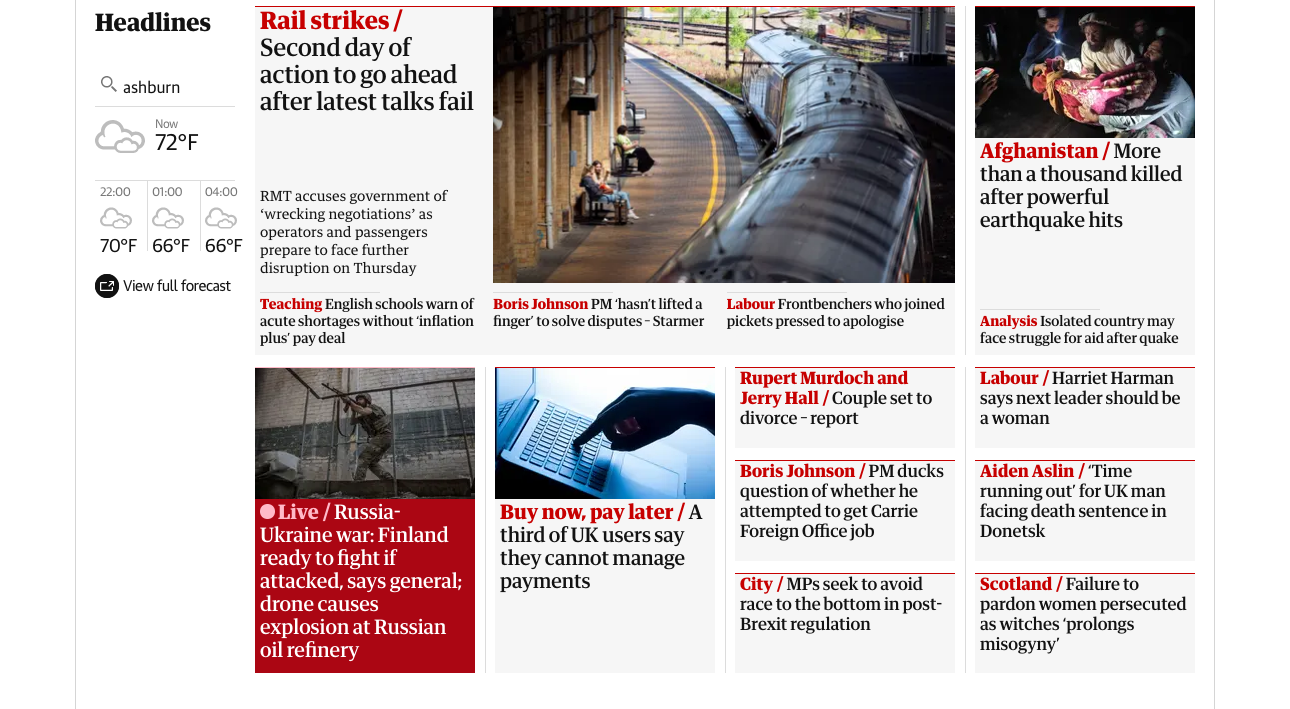 Headlines
ashburn
Now
72°F
22:00
01:00
04:00
70°F
66°F
66°F
View full forecast
Rail strikes /
Second day of
action to go ahead
after latest talks fail
RMT accuses government of
‘wrecking negotiations’ as
operators and passengers
prepare to face further
disruption on Thursday
Teaching English schools warn of
acute shortages without ‘inflation
plus’ pay deal
Boris Johnson PM ‘hasn’t lifted a
finger’ to solve disputes – Starmer
Labour Frontbenchers who joined
pickets pressed to apologise
Afghanistan / More
than a thousand killed
after powerful
earthquake hits
Analysis Isolated country may
face struggle for aid after quake
Live / Russia-
Ukraine war: Finland
ready to fight if
attacked, says general;
drone causes
explosion at Russian
oil refinery
Buy now, pay later / A
third of UK users say
they cannot manage
payments
Rupert Murdoch and
Jerry Hall / Couple set to
divorce – report
Boris Johnson / PM ducks
question of whether he
attempted to get Carrie
Foreign Office job
City / MPs seek to avoid
race to the bottom in post-
Brexit regulation
Labour / Harriet Harman
says next leader should be
a woman
Aiden Aslin / ‘Time
running out’ for UK man
facing death sentence in
Donetsk
Scotland / Failure to
pardon women persecuted
as witches ‘prolongs
misogyny’